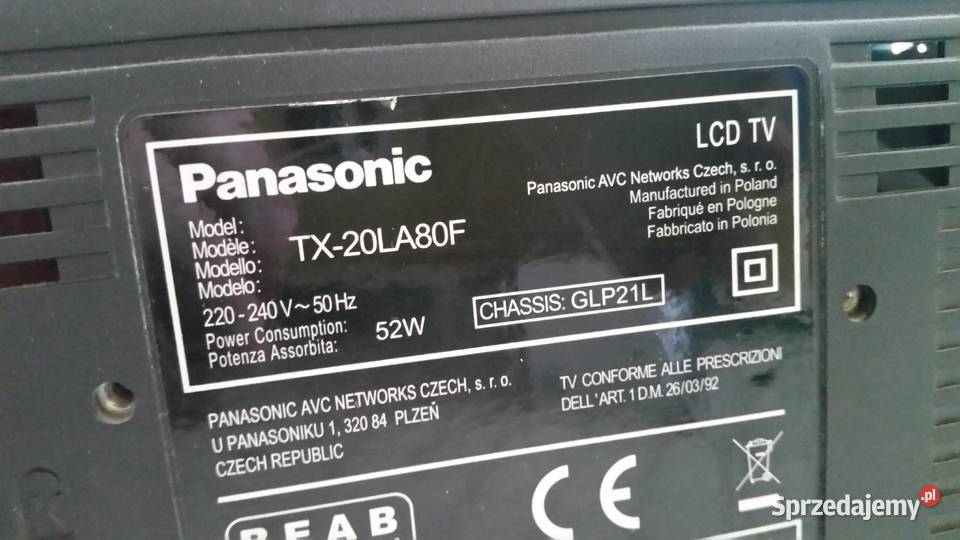 LCD TV
Panasonic
Panasonic AVC Networks Czech, s. r. o.
Manufactured in Poland
Fabriqué en Pologne
Fabbricato in Polonia
Model:
Modèle:
Modello:
Modelo:
TX-20LA80F
220 - 240 V ~ 50 Hz
Power Consumption:
Potenza Assorbita:
52W
CHASSIS: GLP21L
PANASONIC AVC NETWORKS CZECH, s. r. o.
U PANASONIKU 1, 320 84 PLZEŇ
CZECH REPUBLIC
TV CONFORME ALLE PRESCRIZIONI
DELL'ART. 1 D.M. 26/03/92
CE
REAB
Sprzedajemy.pl